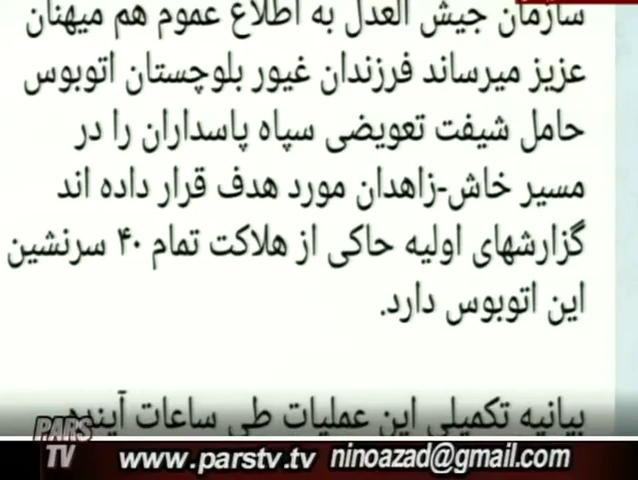 سازمان جیش العدل به اطلاع عموم هم میهنان
عزیز میرساند فرزندان غیور بلوچستان اتوبوس
حامل شیفت تعویضی سپاه پاسداران را در
مسیر خاش-زاهدان مورد هدف قرار داده اند
گزارشهای اولیه حاکی از هلاکت تمام ۴۰ سرنشین
این اتوبوس دارد.
بیانیه تکمیلی این عملیات طی ساعات آینده
PARS
TV
www.parstv.tv ninoazad@gmail.com